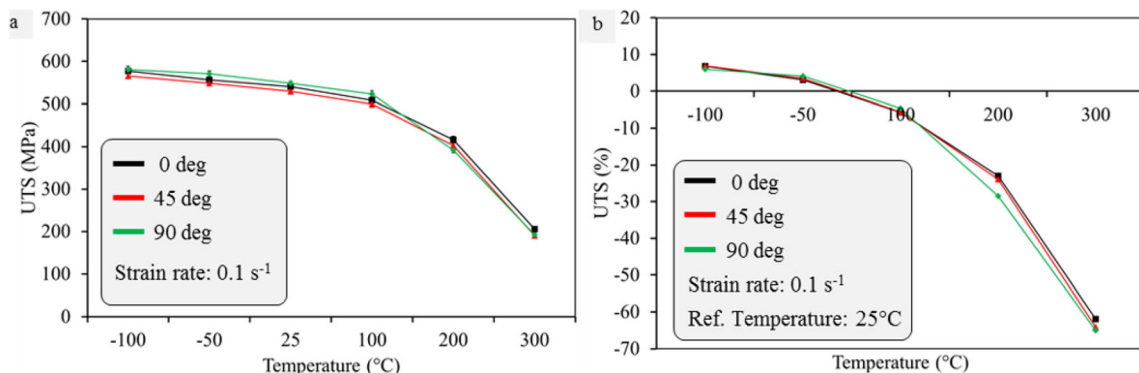 a
700
600
500
400
300
200
100
0
UTS (MPa)
0 deg
45 deg
90 deg
Strain rate: 0.1 s⁻¹
-100 -50 25 100 200 300
Temperature (°C)
b
20
10
0
-10
-20
-30
-40
-50
-60
-70
UTS (%)
-100 -50 100 200 300
0 deg
45 deg
90 deg
Strain rate: 0.1 s⁻¹
Ref. Temperature: 25°C
Temperature (°C)